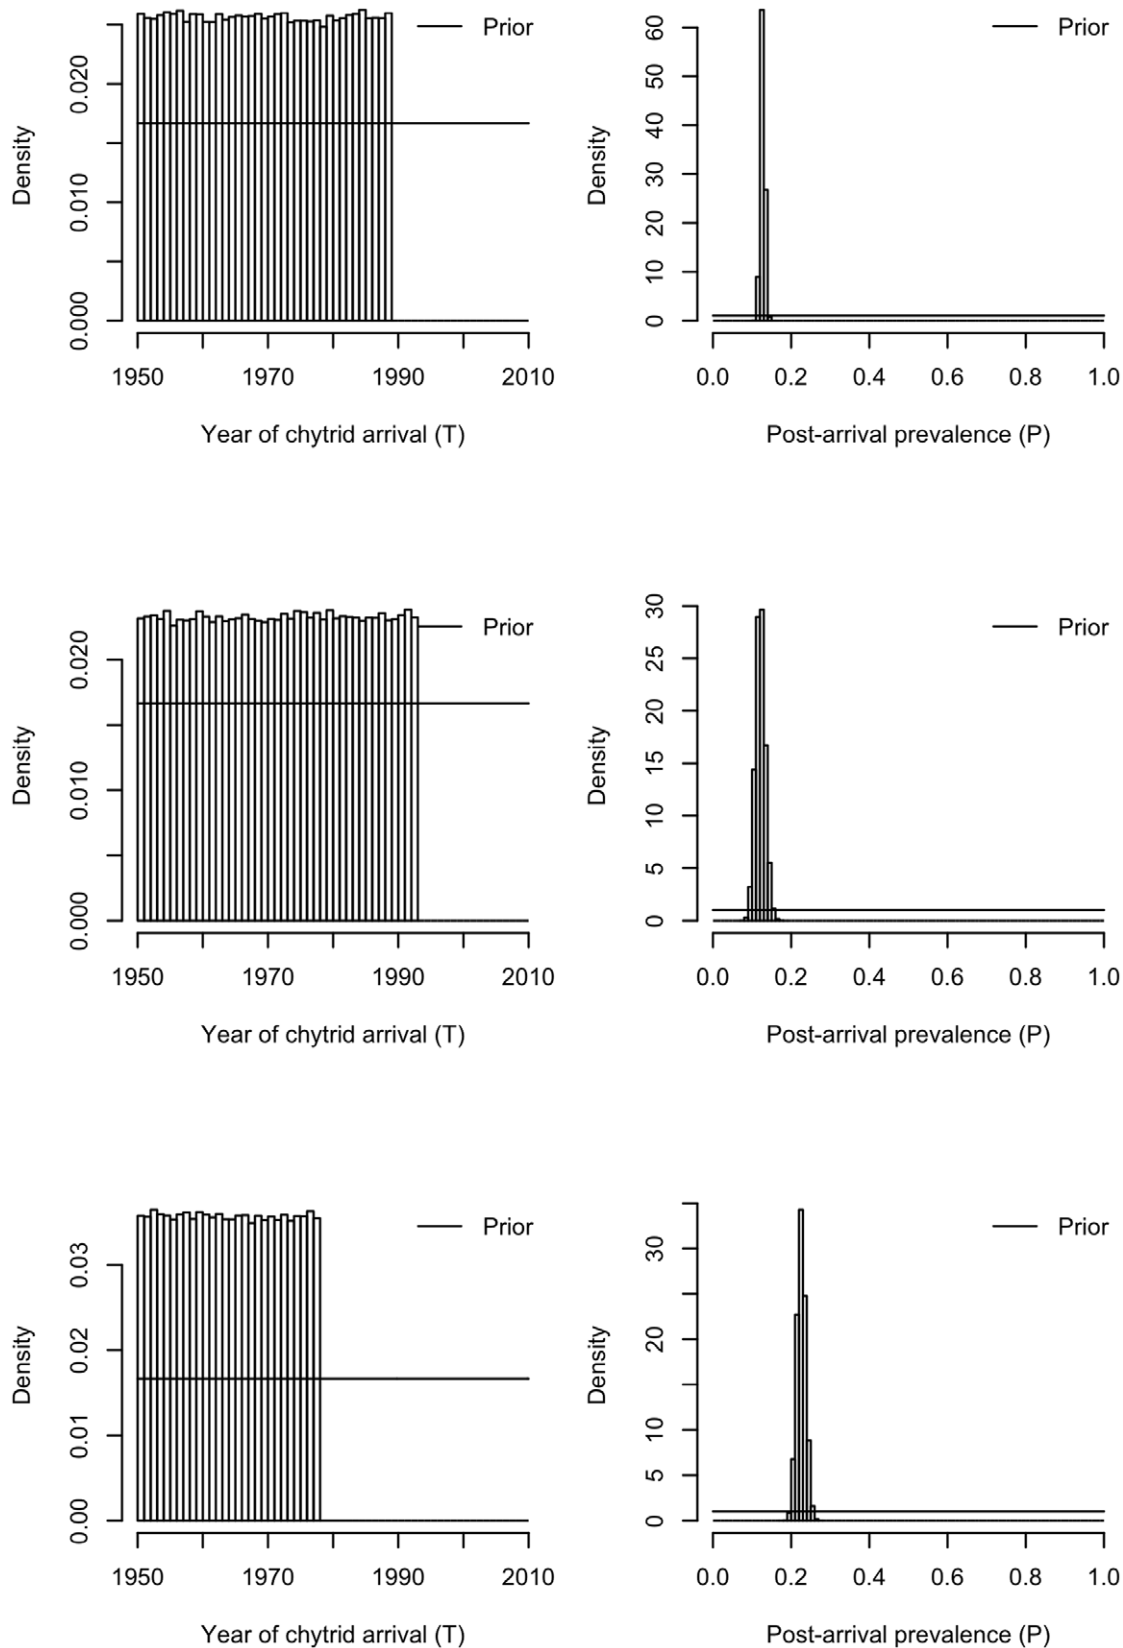 Prior
Density
0.000 0.010 0.020
1950 1970 1990 2010
Year of chytrid arrival (T)
Prior
Density
0 10 20 30 40 50 60
0.0 0.2 0.4 0.6 0.8 1.0
Post-arrival prevalence (P)
Prior
Density
0.000 0.010 0.020
1950 1970 1990 2010
Year of chytrid arrival (T)
Prior
Density
0 5 10 15 20 25 30
0.0 0.2 0.4 0.6 0.8 1.0
Post-arrival prevalence (P)
Prior
Density
0.00 0.01 0.02 0.03
1950 1970 1990 2010
Year of chytrid arrival (T)
Prior
Density
0 5 10 20 30
0.0 0.2 0.4 0.6 0.8 1.0
Post-arrival prevalence (P)